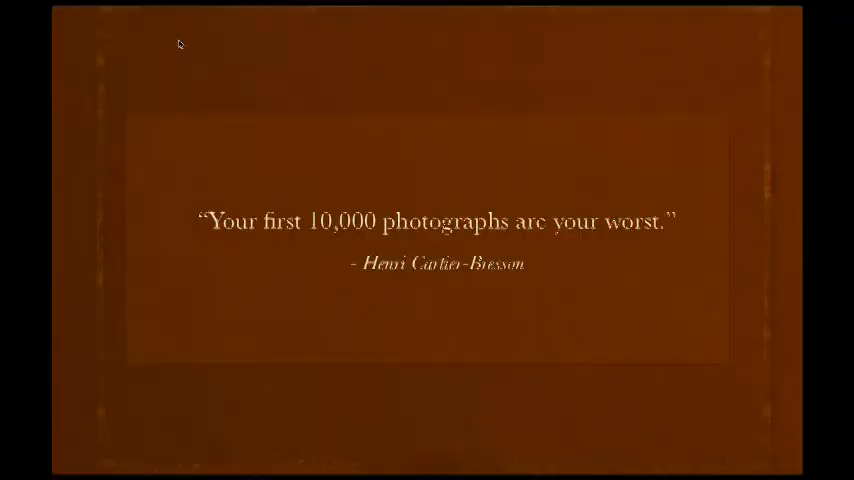 “Your first 10,000 photographs are your worst.”
- Henri Cartier-Bresson